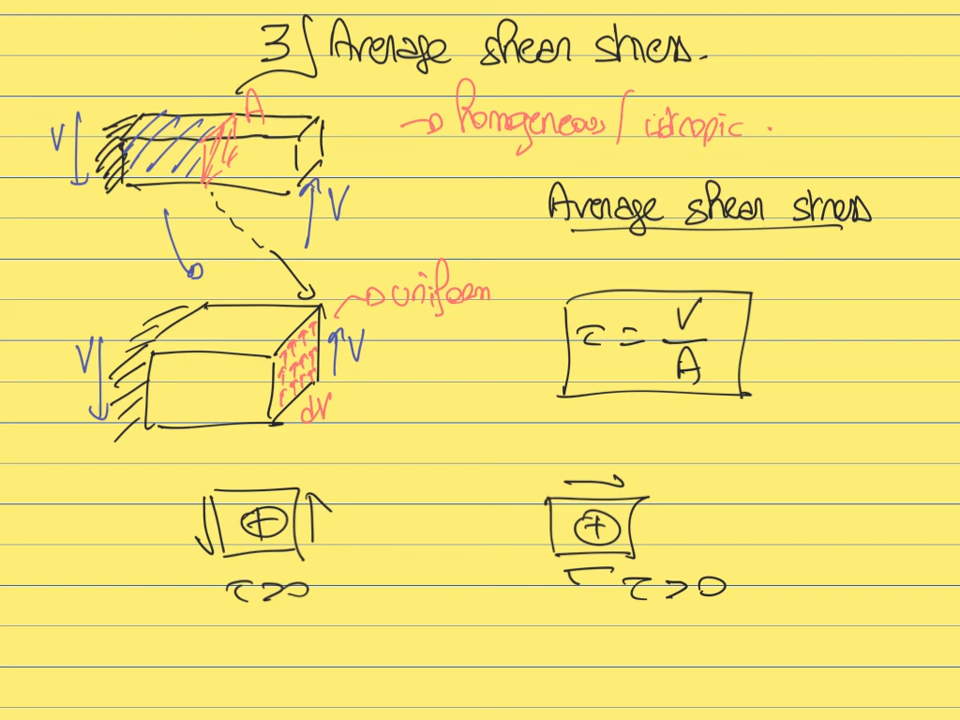 3) Average shear stress.
A
→ homogeneous / isotropic.
V
V
Average shear stress
uniform
V
V
τ = V/A
dV
+
+
τ > 0
τ > 0